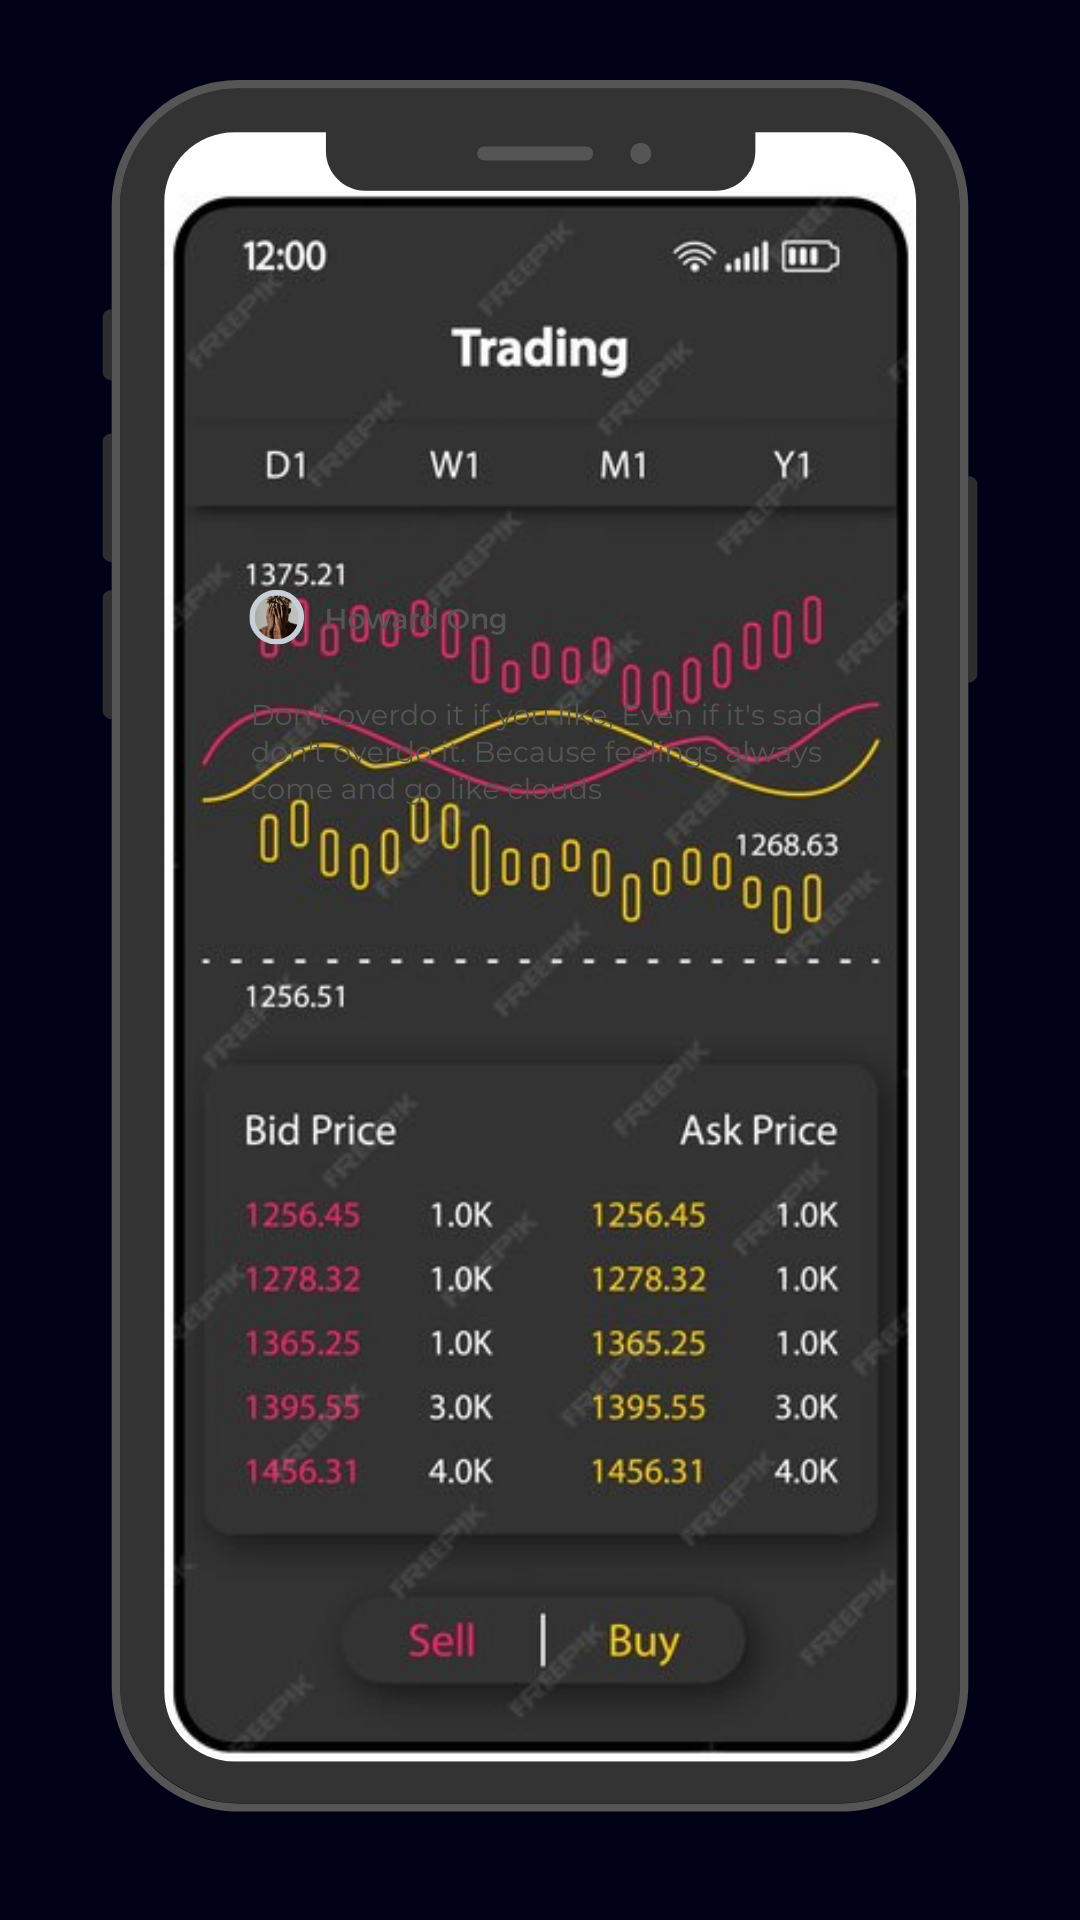 12:00
Trading
D1 W1 M1 Y1
1375.21
Howard Ong
Don't overdo it if you like, Even if it's sad
don't overdo it. Because feelings always
come and go like clouds
1268.63
1256.51
Bid Price Ask Price
1256.45 1.0K 1256.45 1.0K
1278.32 1.0K 1278.32 1.0K
1365.25 1.0K 1365.25 1.0K
1395.55 3.0K 1395.55 3.0K
1456.31 4.0K 1456.31 4.0K
Sell | Buy
FREEPIK